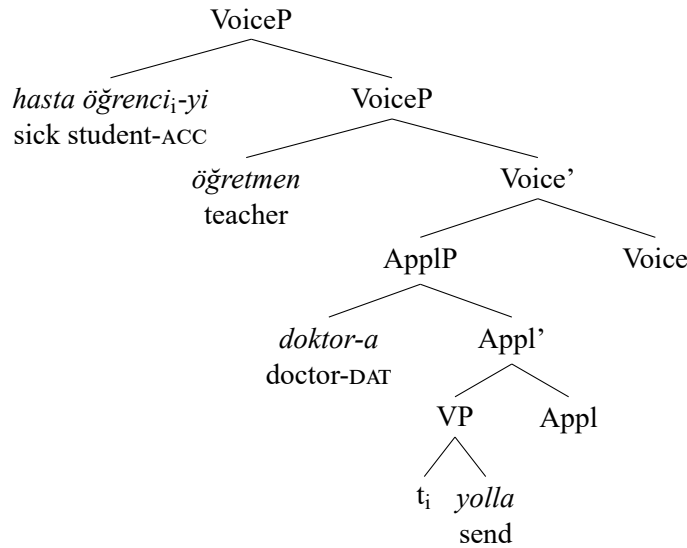 VoiceP
hasta öğrenciᵢ-yi VoiceP
sick student-ACC
öğretmen Voice’
teacher
ApplP Voice
doktor-a Appl’
doctor-DAT
VP Appl
tᵢ yolla
send